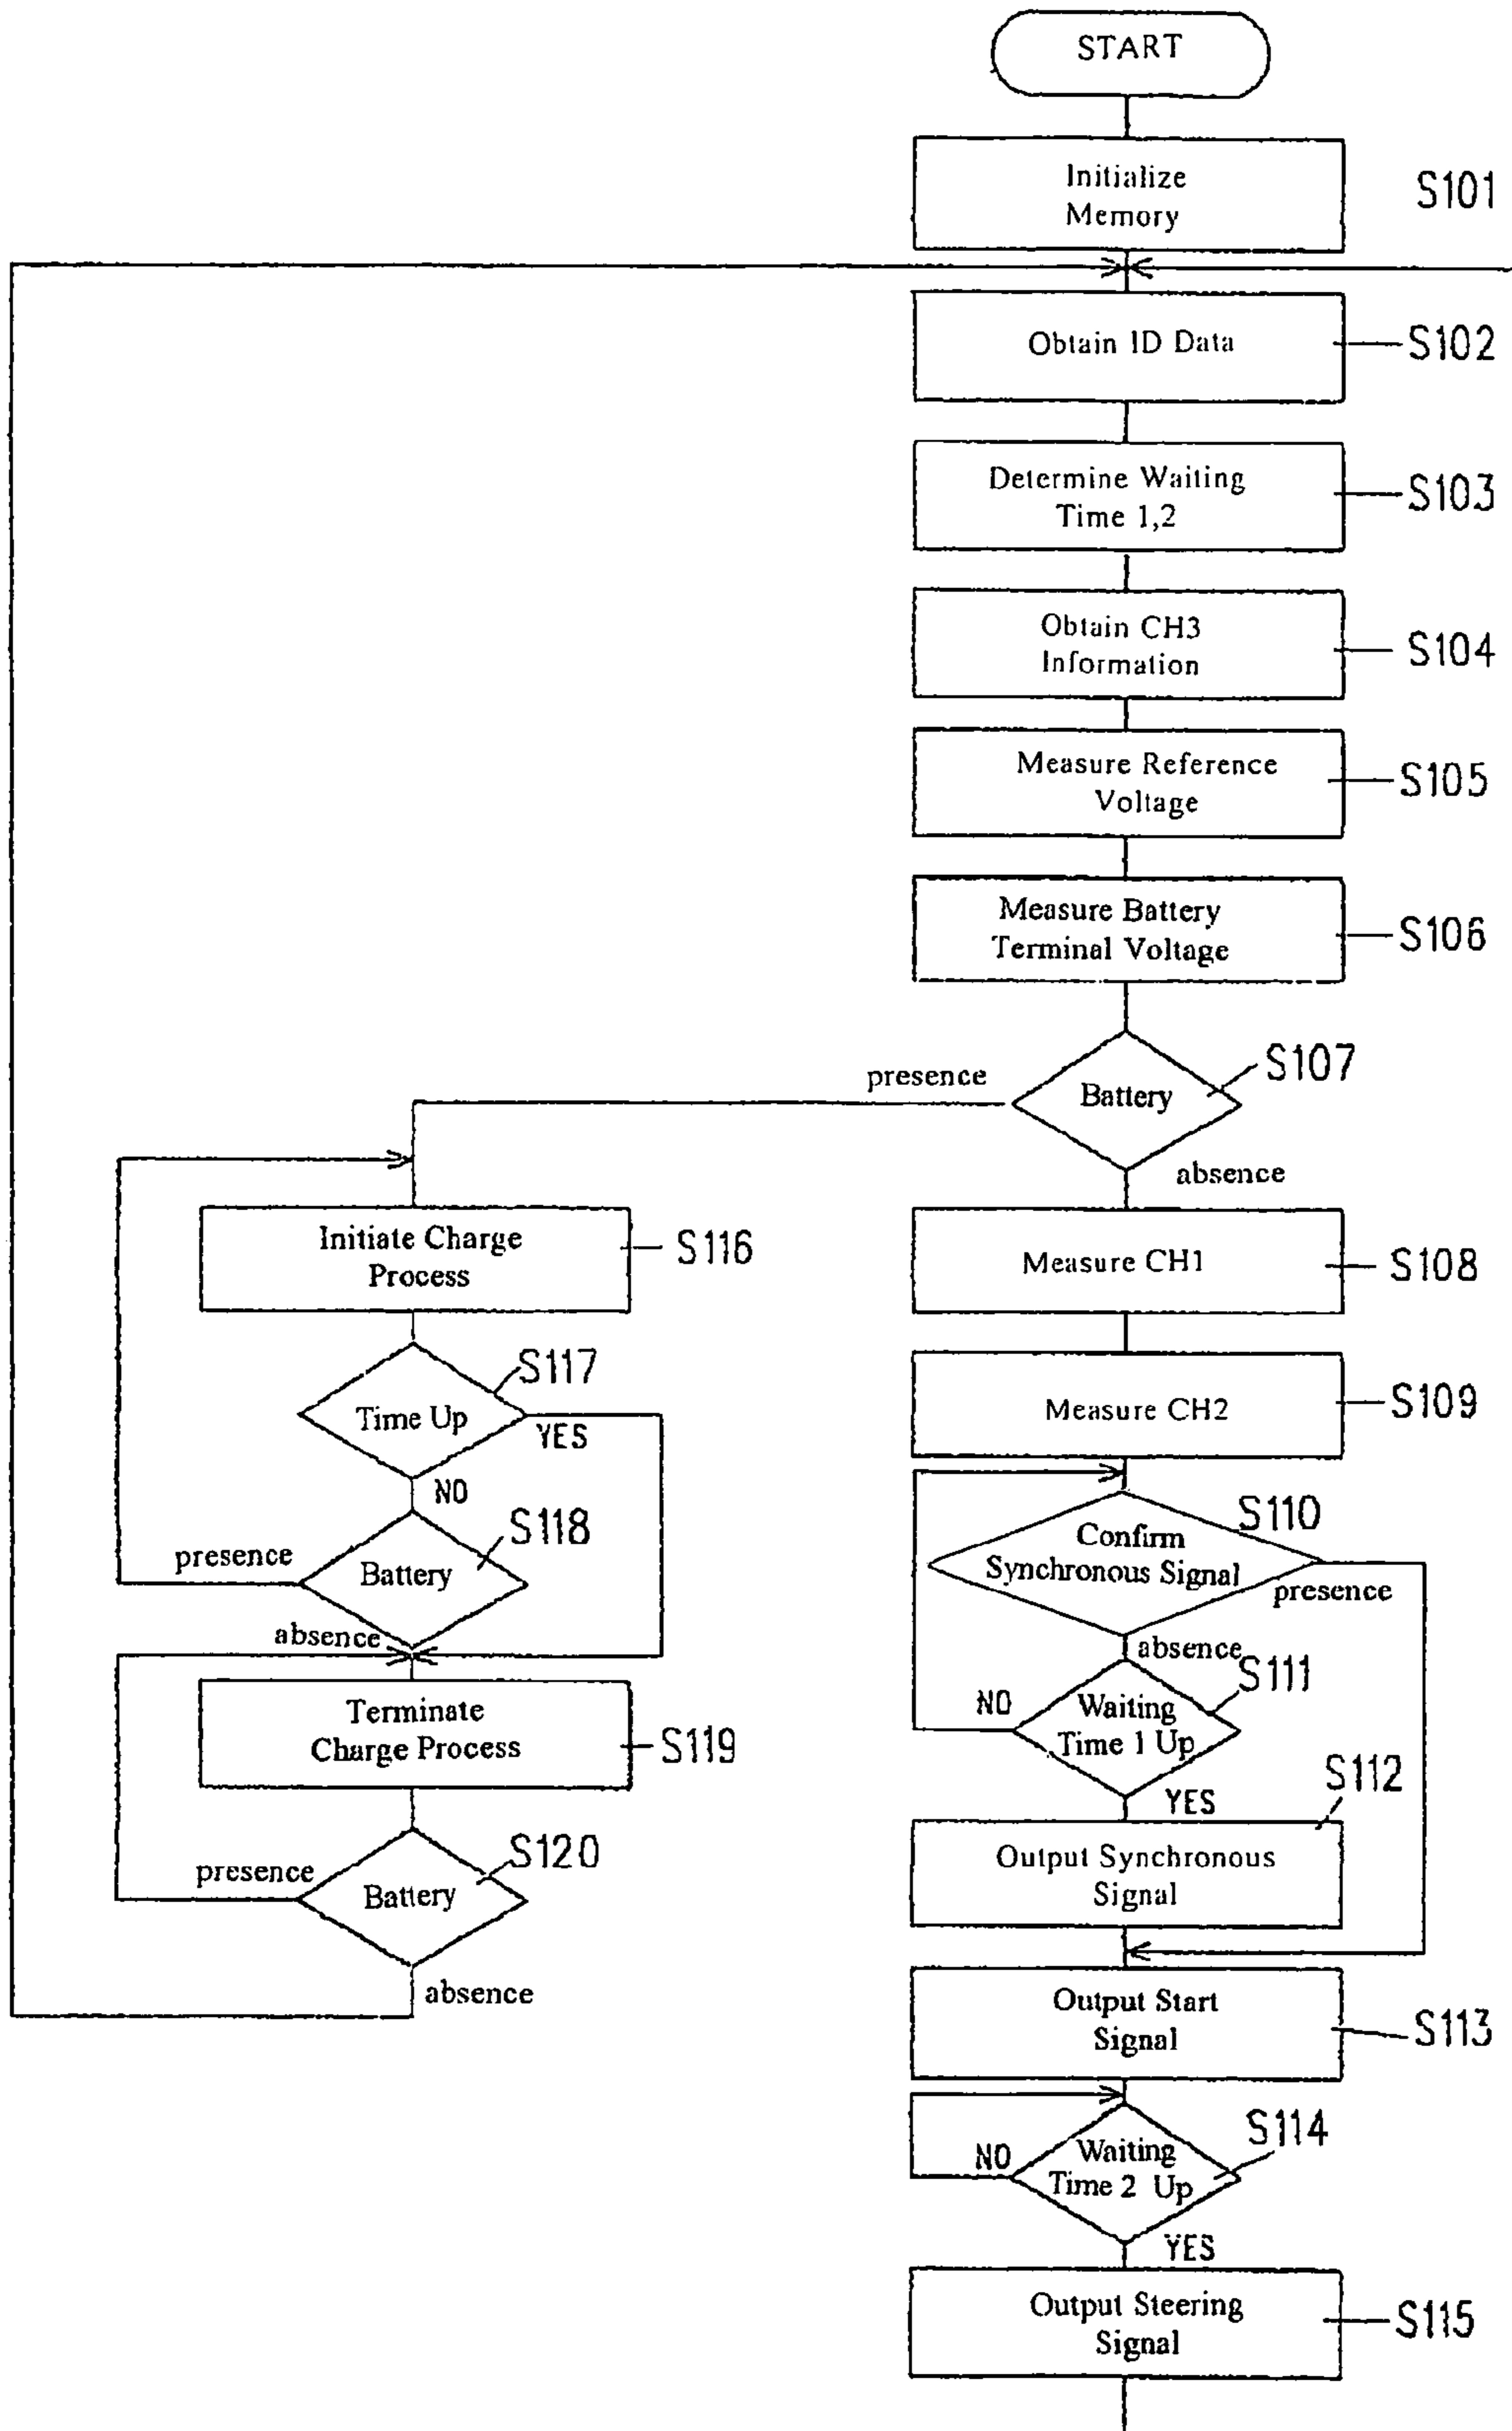 START
Initialize
Memory
S101
Obtain ID Data
S102
Determine Waiting
Time 1,2
S103
Obtain CH3
Information
S104
Measure Reference
Voltage
S105
Measure Battery
Terminal Voltage
S106
Battery
S107
presence
absence
Initiate Charge
Process
S116
Measure CH1
S108
Time Up
S117
YES
NO
Measure CH2
S109
Battery
S118
presence
absence
Confirm
Synchronous Signal
S110
presence
absence
Waiting
Time 1 Up
S111
NO
YES
Terminate
Charge Process
S119
Output Synchronous
Signal
S112
Battery
S120
presence
absence
Output Start
Signal
S113
Waiting
Time 2 Up
S114
NO
YES
Output Steering
Signal
S115